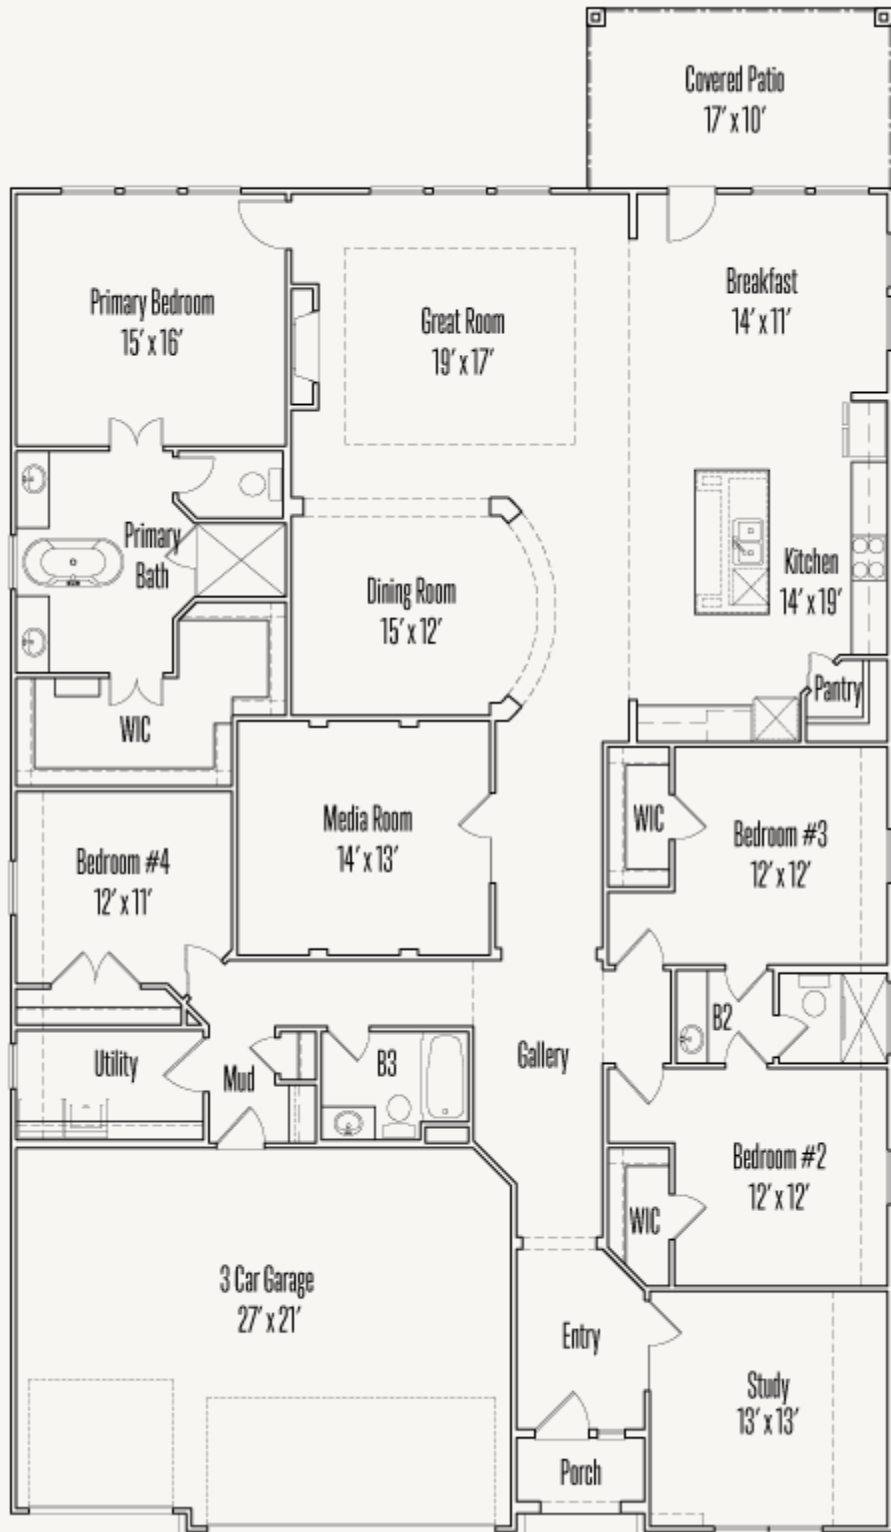 Covered Patio
17' x 10'
Primary Bedroom
15' x 16'
Great Room
19' x 17'
Breakfast
14' x 11'
Primary
Bath
Dining Room
15' x 12'
Kitchen
14' x 19'
Pantry
WIC
Media Room
14' x 13'
WIC
Bedroom #3
12' x 12'
Bedroom #4
12' x 11'
B2
Utility
Mud
B3
Gallery
Bedroom #2
12' x 12'
WIC
3 Car Garage
27' x 21'
Entry
Study
13' x 13'
Porch